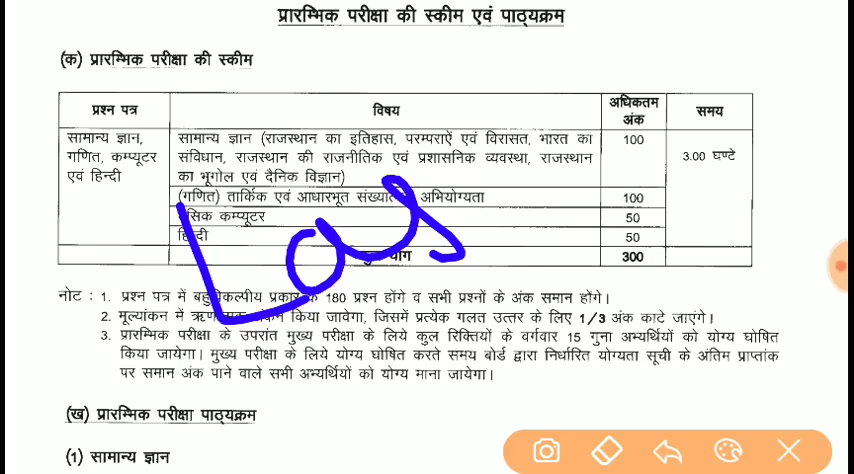 प्रारम्भिक परीक्षा की स्कीम एवं पाठ्यक्रम
(क) प्रारम्भिक परीक्षा की स्कीम
प्रश्न पत्र विषय अधिकतम अंक समय
सामान्य ज्ञान, गणित, कम्प्यूटर एवं हिन्दी
सामान्य ज्ञान (राजस्थान का इतिहास, परम्पराऐं एवं विरासत, भारत का 100
संविधान, राजस्थान की राजनीतिक एवं प्रशासनिक व्यवस्था, राजस्थान 3.00 घण्टे
का भूगोल एवं दैनिक विज्ञान)
(गणित) तार्किक एवं आधारभूत अभियोग्यता 100
कम्प्यूटर 50
हिन्दी 50
योग 300
नोट : 1. प्रश्न पत्र में बहुविकल्पीय प्रकार के 180 प्रश्न होंगे व सभी प्रश्नों के अंक समान होंगे।
2. मूल्यांकन में किया जावेगा, जिसमें प्रत्येक गलत उत्तर के लिए 1/3 अंक काटे जाएंगे।
3. प्रारम्भिक परीक्षा के उपरांत मुख्य परीक्षा के लिये कुल रिक्तियों के वर्गवार 15 गुना अभ्यर्थियों को योग्य घोषित
किया जायेगा। मुख्य परीक्षा के लिये योग्य घोषित करते समय बोर्ड द्वारा निर्धारित योग्यता सूची के अंतिम प्राप्तांक
पर समान अंक पाने वाले सभी अभ्यर्थियों को योग्य माना जायेगा।
(ख) प्रारम्भिक परीक्षा पाठ्यक्रम
(1) सामान्य ज्ञान